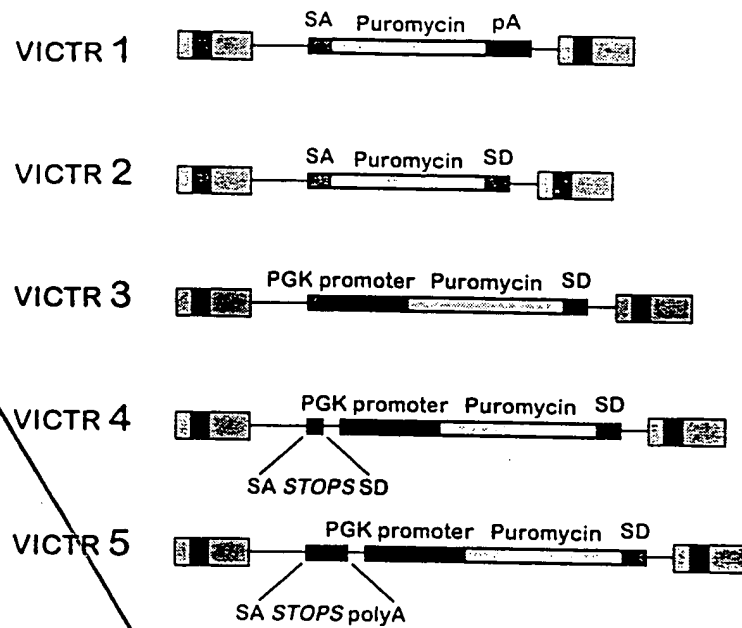 SA Puromycin pA
VICTR 1
SA Puromycin SD
VICTR 2
PGK promoter Puromycin SD
VICTR 3
PGK promoter Puromycin SD
VICTR 4
SA STOPS SD
PGK promoter Puromycin SD
VICTR 5
SA STOPS polyA